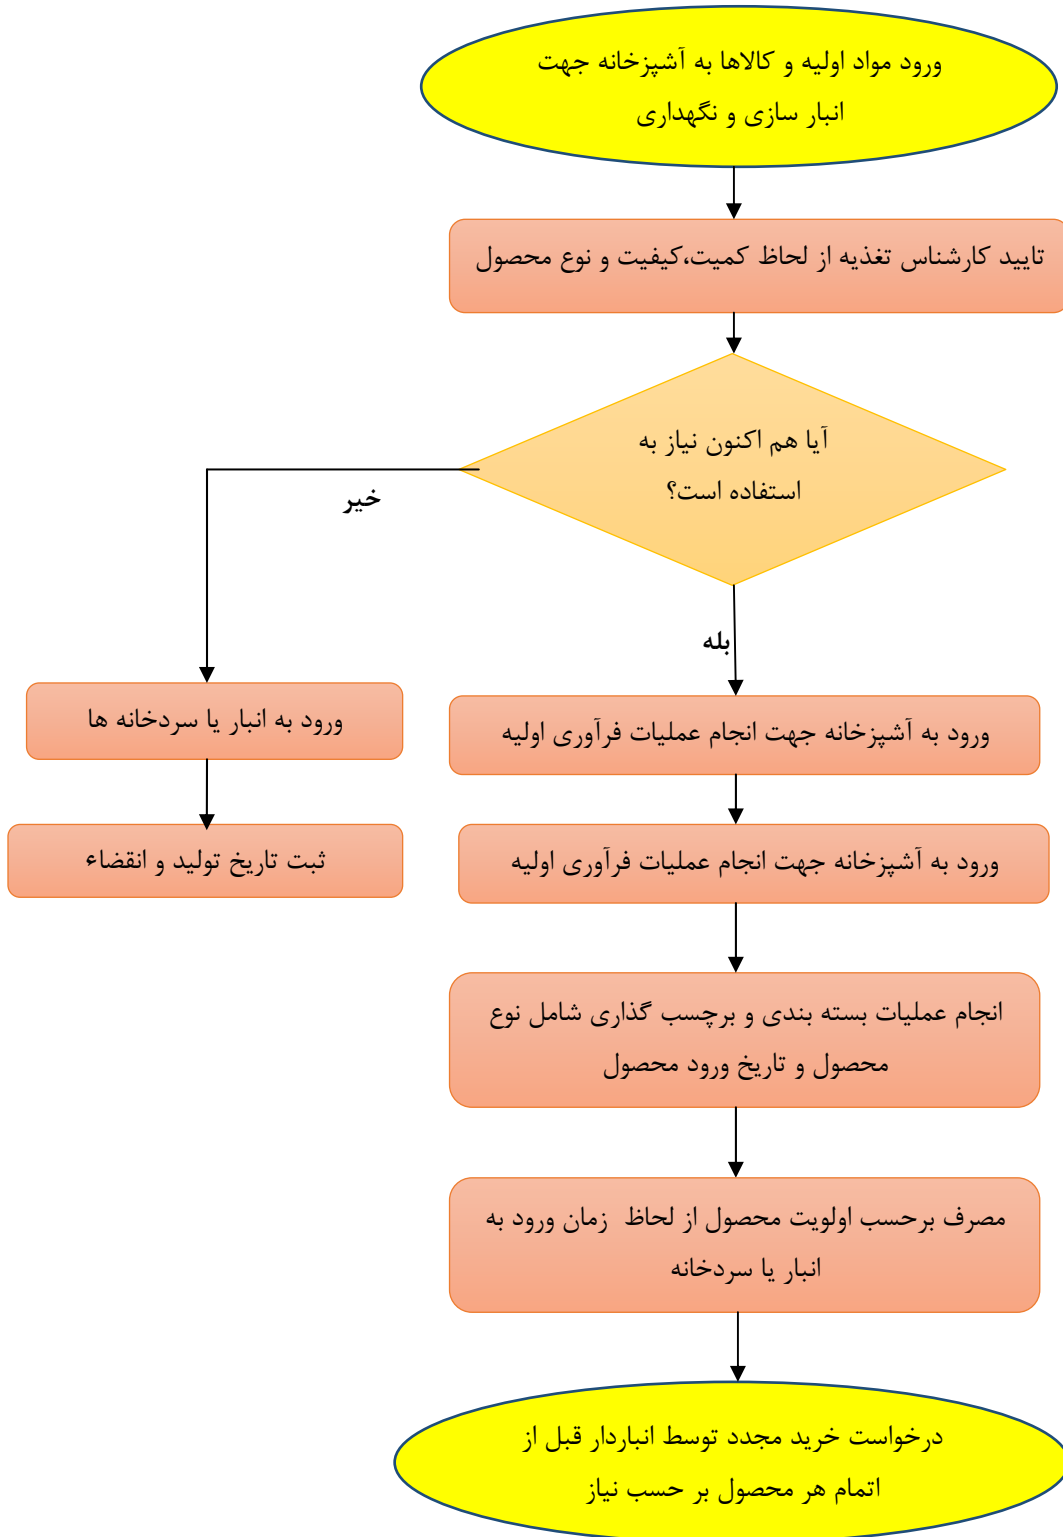 ورود مواد اولیه و کالاها به آشپزخانه جهت
انبار سازی و نگهداری
تایید کارشناس تغذیه از لحاظ کمیت،کیفیت و نوع محصول
آیا هم اکنون نیاز به
استفاده است؟
خیر
بله
ورود به انبار یا سردخانه ها
ورود به آشپزخانه جهت انجام عملیات فرآوری اولیه
ثبت تاریخ تولید و انقضاء
ورود به آشپزخانه جهت انجام عملیات فرآوری اولیه
انجام عملیات بسته بندی و برچسب گذاری شامل نوع
محصول و تاریخ ورود محصول
مصرف برحسب اولویت محصول از لحاظ زمان ورود به
انبار یا سردخانه
درخواست خرید مجدد توسط انباردار قبل از
اتمام هر محصول بر حسب نیاز